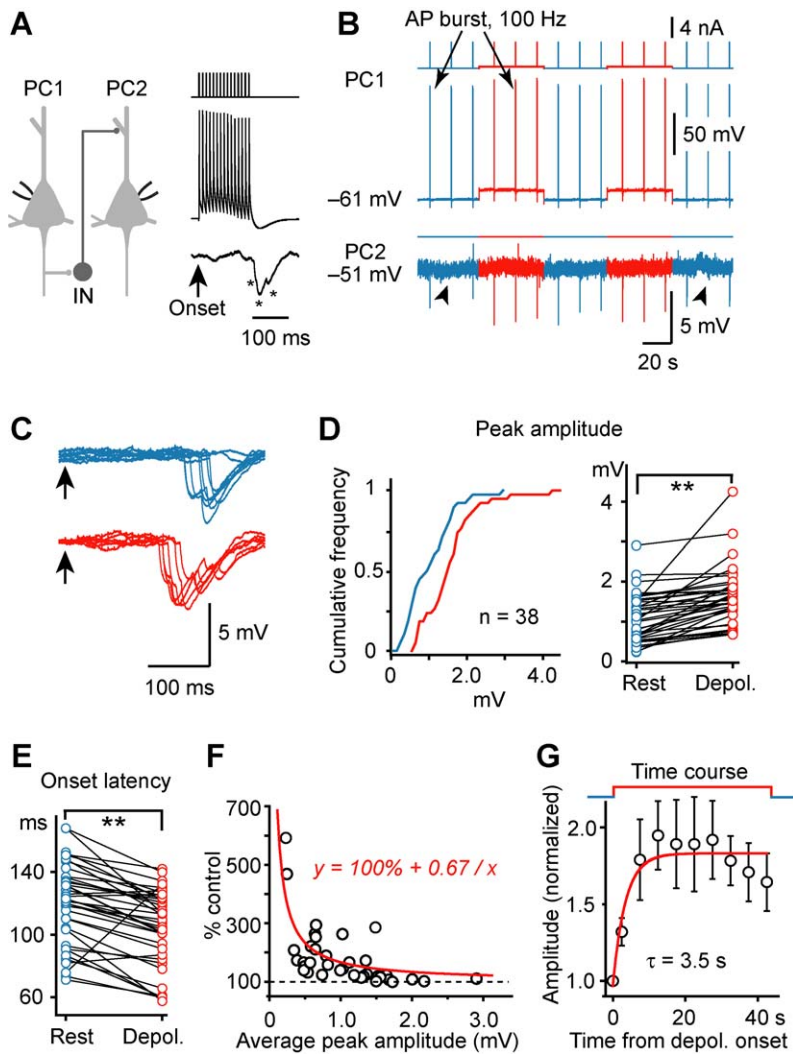 A
PC1 PC2
IN
Onset
* * *
100 ms
B
AP burst, 100 Hz
4 nA
PC1
50 mV
–61 mV
PC2
–51 mV
5 mV
20 s
C
5 mV
100 ms
D
Peak amplitude
Cumulative frequency
1
0.5
0
n = 38
0 2.0 4.0
mV
mV
**
4
2
0
Rest Depol.
E
Onset latency
ms
**
140
100
60
Rest Depol.
F
% control
700
500
300
100
y = 100% + 0.67 / x
0 1.0 2.0 3.0
Average peak amplitude (mV)
G
Time course
Amplitude (normalized)
2.0
1.5
1.0
τ = 3.5 s
0 20 40 s
Time from depol. onset